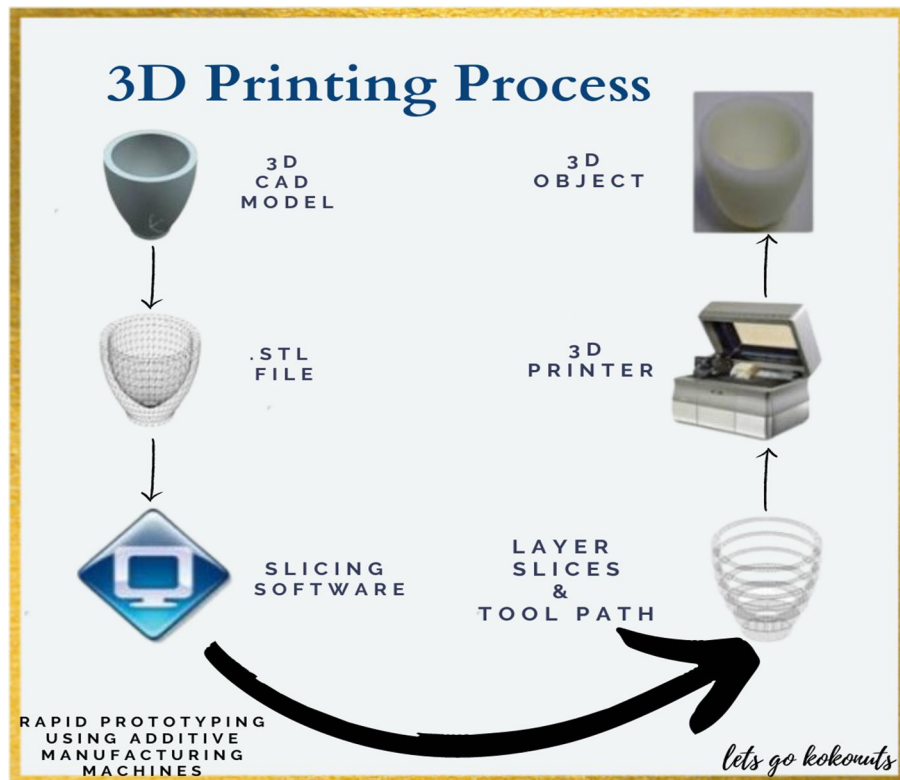 3D Printing Process
3D
CAD
MODEL
.STL
FILE
SLICING
SOFTWARE
LAYER
SLICES
&
TOOL PATH
3D
PRINTER
3D
OBJECT
RAPID PROTOTYPING
USING ADDITIVE
MANUFACTURING
MACHINES
lets go kokonuts